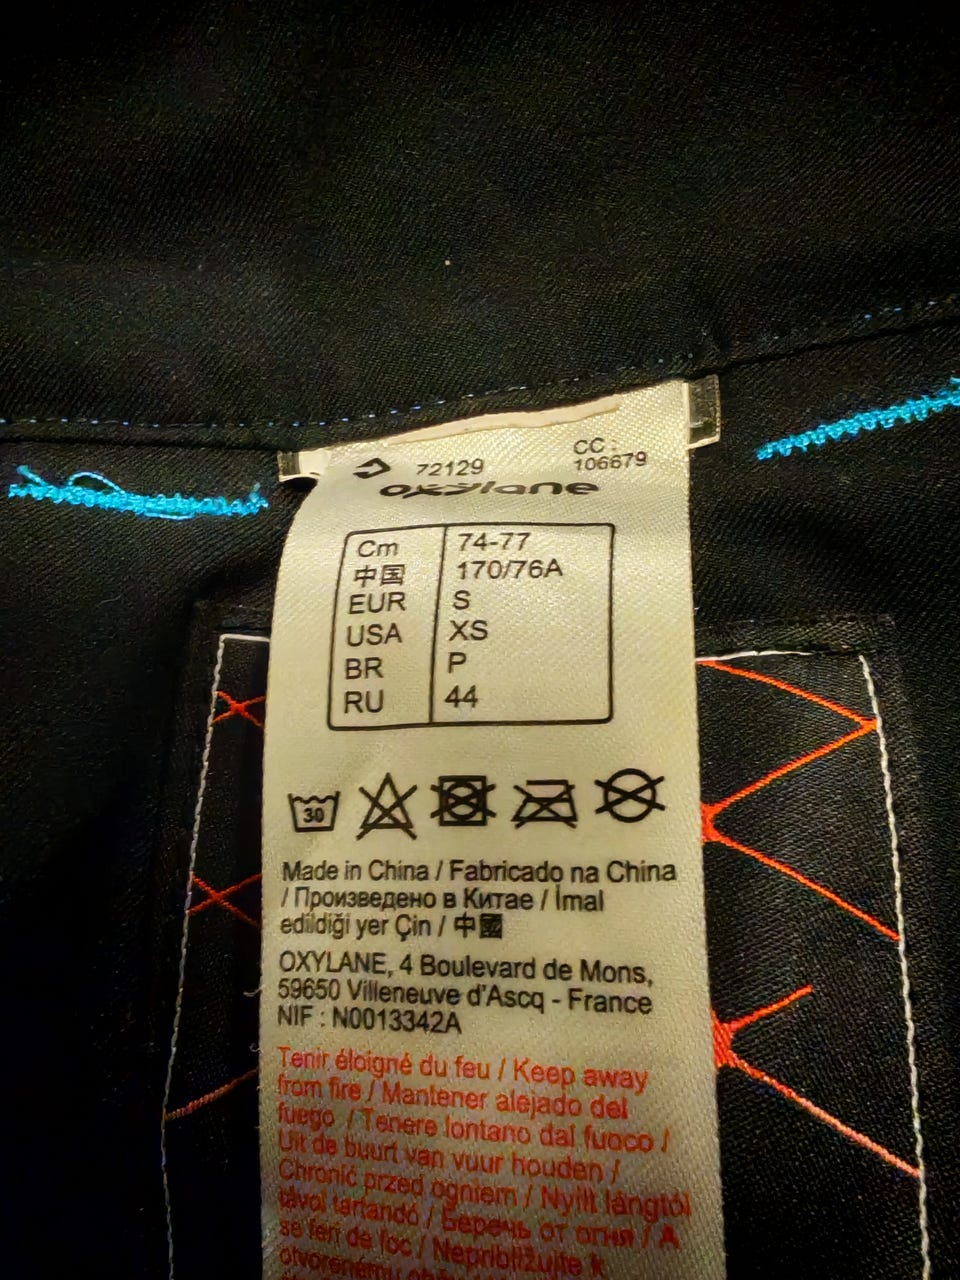 72129 CC :
106679
oxylane
Cm 74-77
中国 170/76A
EUR S
USA XS
BR P
RU 44
30
Made in China / Fabricado na China
/ Произведено в Китае / İmal
edildiği yer Çin / 中國
OXYLANE, 4 Boulevard de Mons,
59650 Villeneuve d'Ascq - France
NIF : N0013342A
Tenir éloigné du feu / Keep away
from fire / Mantener alejado del
fuego / Tenere lontano dal fuoco /
Uit de buurt van vuur houden /
Chronić przed ogniem / Nyílt lángtól
távol tartandó / Беречь от огня / A
se feri de foc / Nepribližujte k
otvorenému